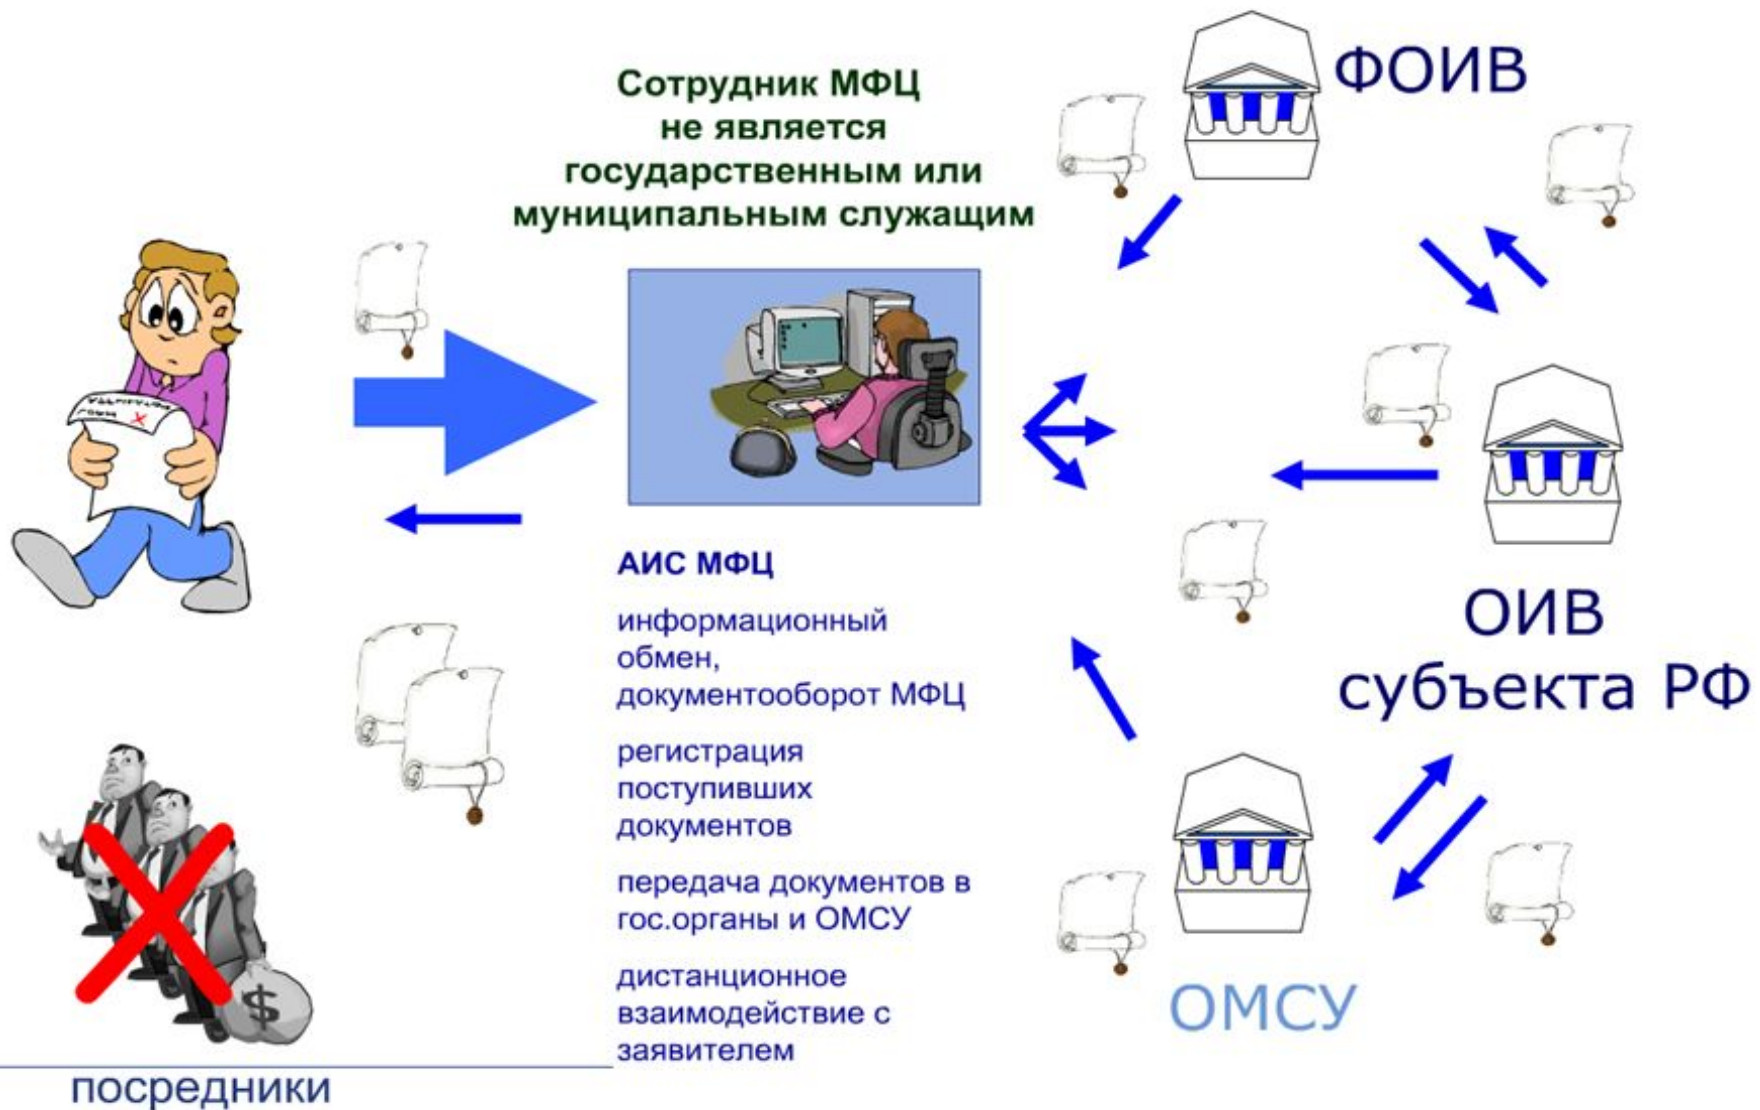 Сотрудник МФЦ
не является
государственным или
муниципальным служащим
ФОИВ
АИС МФЦ
информационный
обмен,
документооборот МФЦ
регистрация
поступивших
документов
передача документов в
гос.органы и ОМСУ
дистанционное
взаимодействие с
заявителем
ОИВ
субъекта РФ
ОМСУ
$
посредники